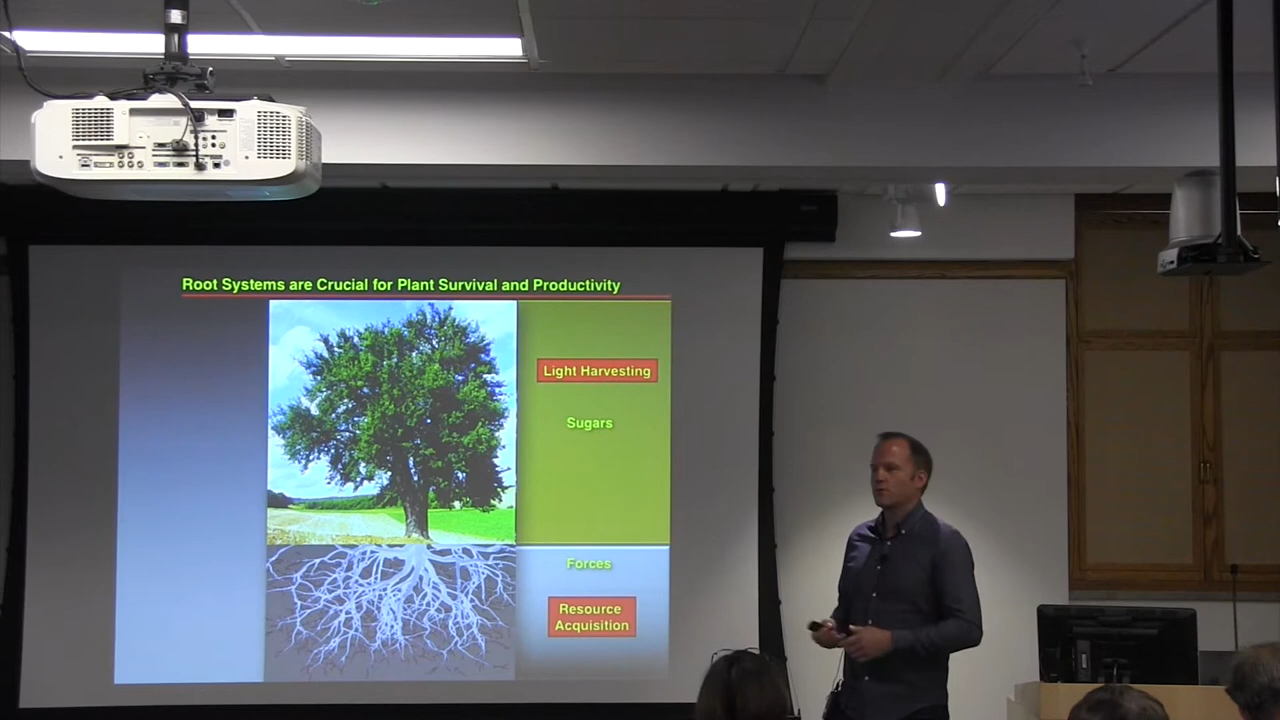 Root Systems are Crucial for Plant Survival and Productivity
Light Harvesting
Sugars
Forces
Resource
Acquisition